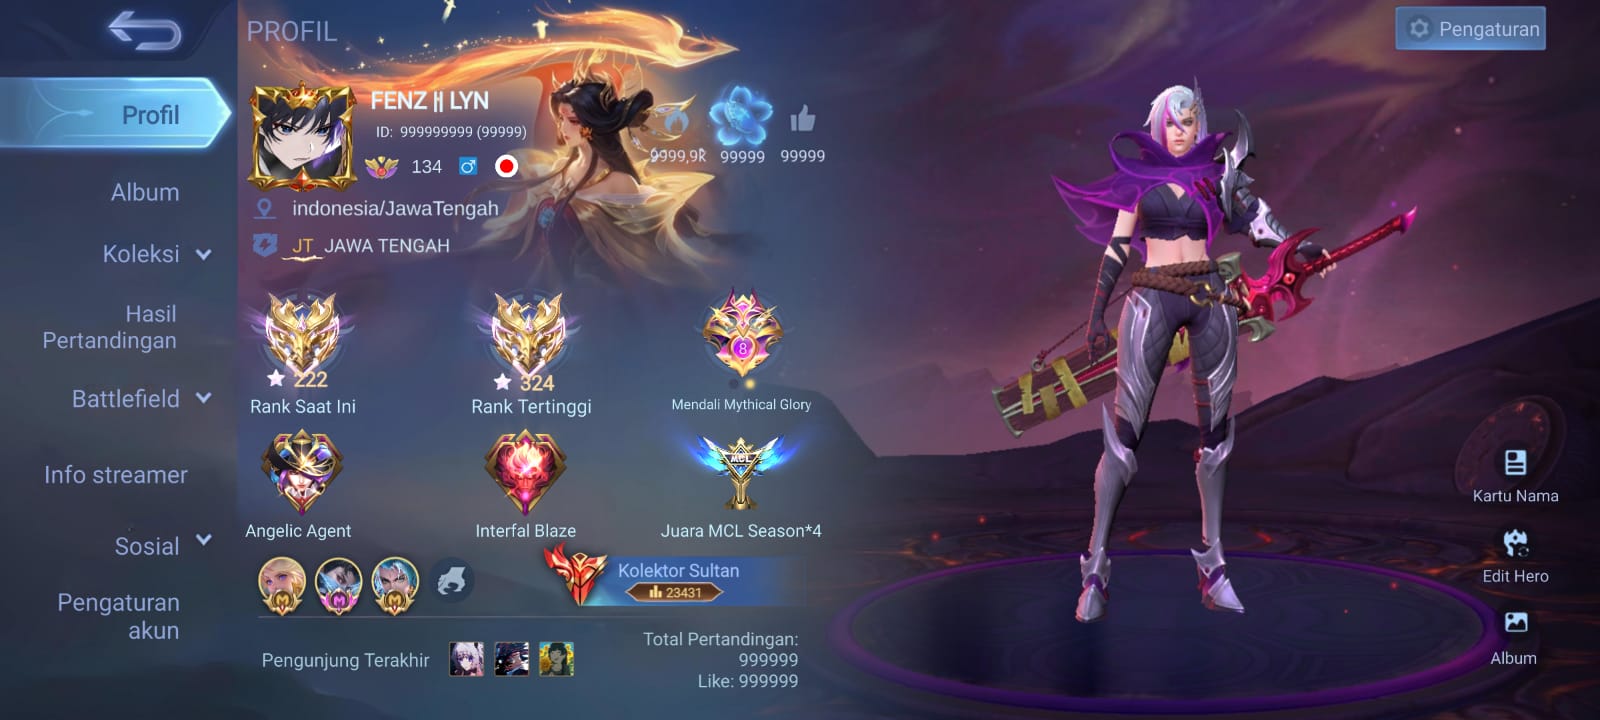 PROFIL
Pengaturan
Profil
Album
Koleksi
Hasil
Pertandingan
Battlefield
Info streamer
Sosial
Pengaturan
akun
FENZ || LYN
ID: 999999999 (99999)
134
9999,9k
99999
99999
indonesia/JawaTengah
JT JAWA TENGAH
222
Rank Saat Ini
324
Rank Tertinggi
8
Mendali Mythical Glory
Angelic Agent
Interfal Blaze
MCL
Juara MCL Season*4
M
M
M
Kolektor Sultan
23431
Pengunjung Terakhir
Total Pertandingan:
999999
Like: 999999
Kartu Nama
Edit Hero
Album